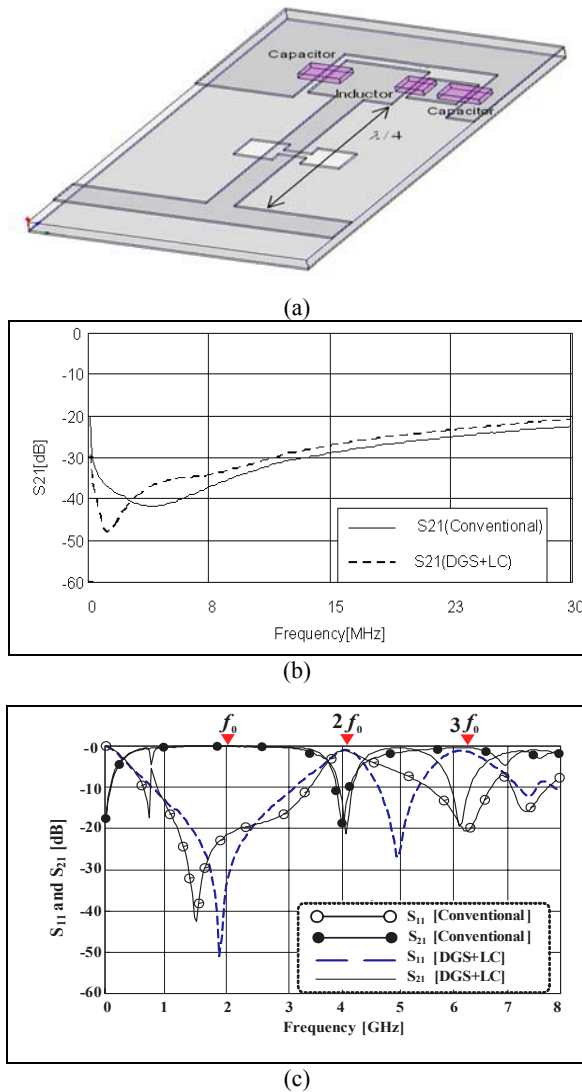 Capacitor
Inductor
Capacitor
λ/4
(a)
0
-10
-20
-30
-40
-50
-60
S21[dB]
S21(Conventional)
S21(DGS+LC)
0 8 15 23 30
Frequency[MHz]
(b)
f₀ 2f₀ 3f₀
-0
-10
-20
-30
-40
-50
-60
S₁₁ and S₂₁ [dB]
S₁₁ [Conventional]
S₂₁ [Conventional]
S₁₁ [DGS+LC]
S₂₁ [DGS+LC]
0 1 2 3 4 5 6 7 8
Frequency [GHz]
(c)